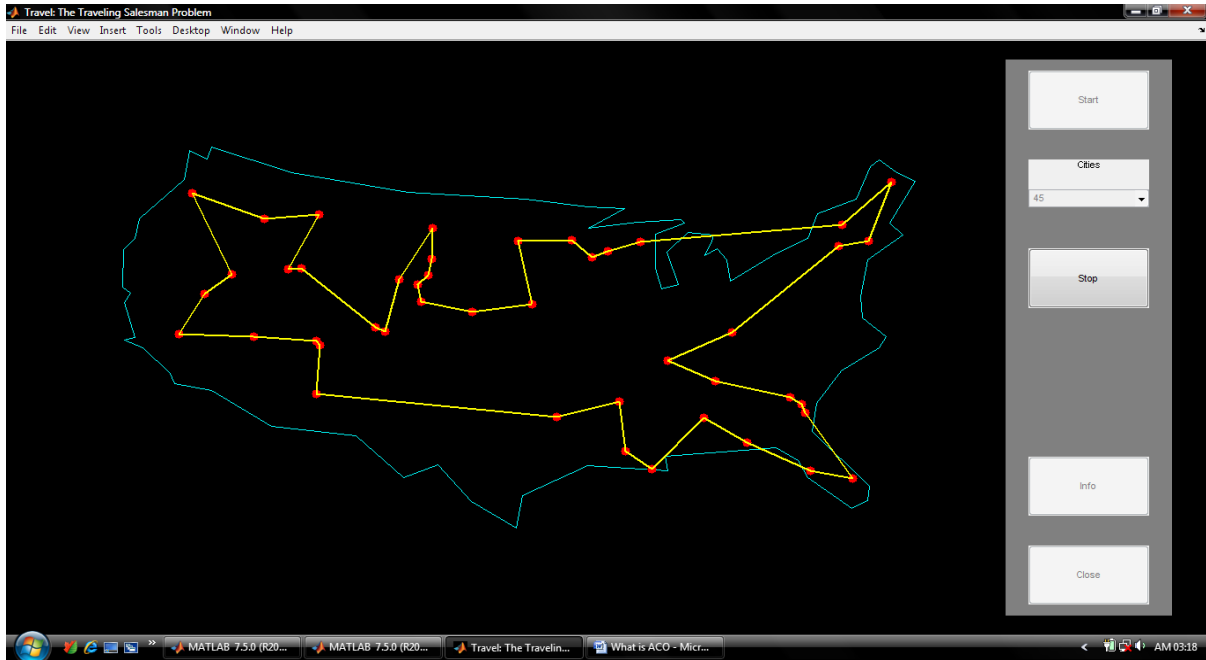 Travel: The Traveling Salesman Problem
File Edit View Insert Tools Desktop Window Help
Start
Cities
45
Stop
Info
Close
MATLAB 7.5.0 (R20...
MATLAB 7.5.0 (R20...
Travel: The Travelin...
What is ACO - Micr...
AM 03:18